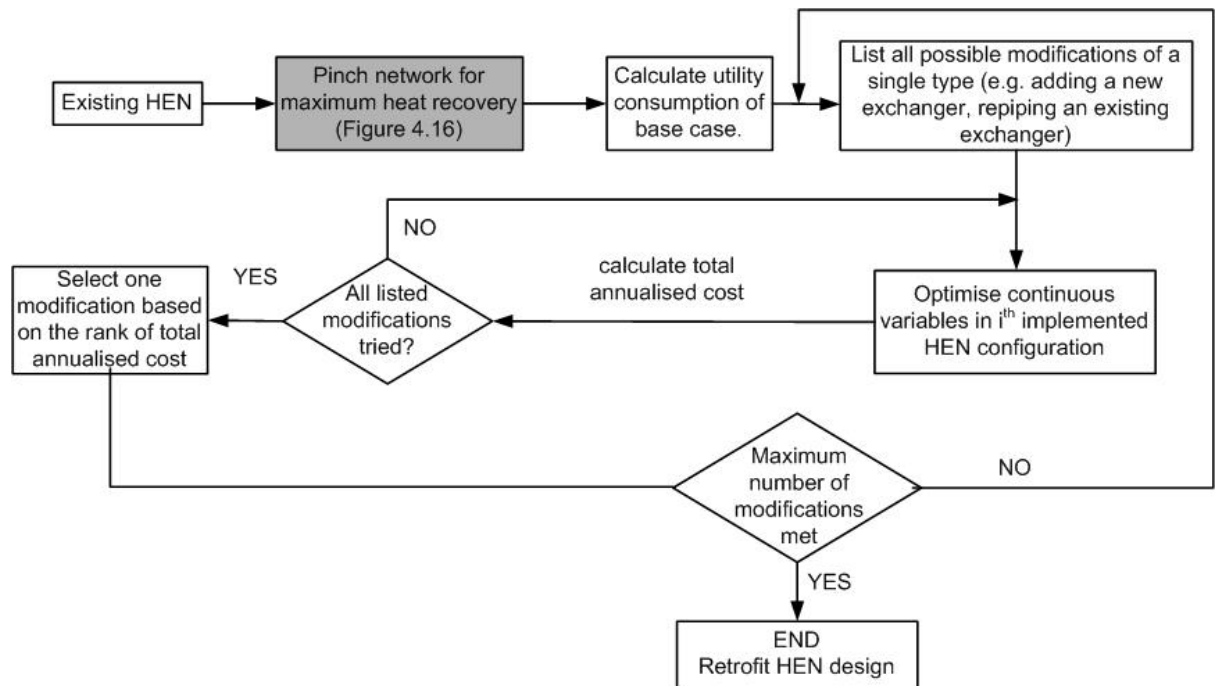 Existing HEN
Pinch network for
maximum heat recovery
(Figure 4.16)
Calculate utility
consumption of
base case.
List all possible modifications of a
single type (e.g. adding a new
exchanger, repiping an existing
exchanger)
NO
Select one
modification based
on the rank of total
annualised cost
YES
All listed
modifications
tried?
calculate total
annualised cost
Optimise continuous
variables in ith implemented
HEN configuration
Maximum
number of
modifications
met
NO
YES
END
Retrofit HEN design